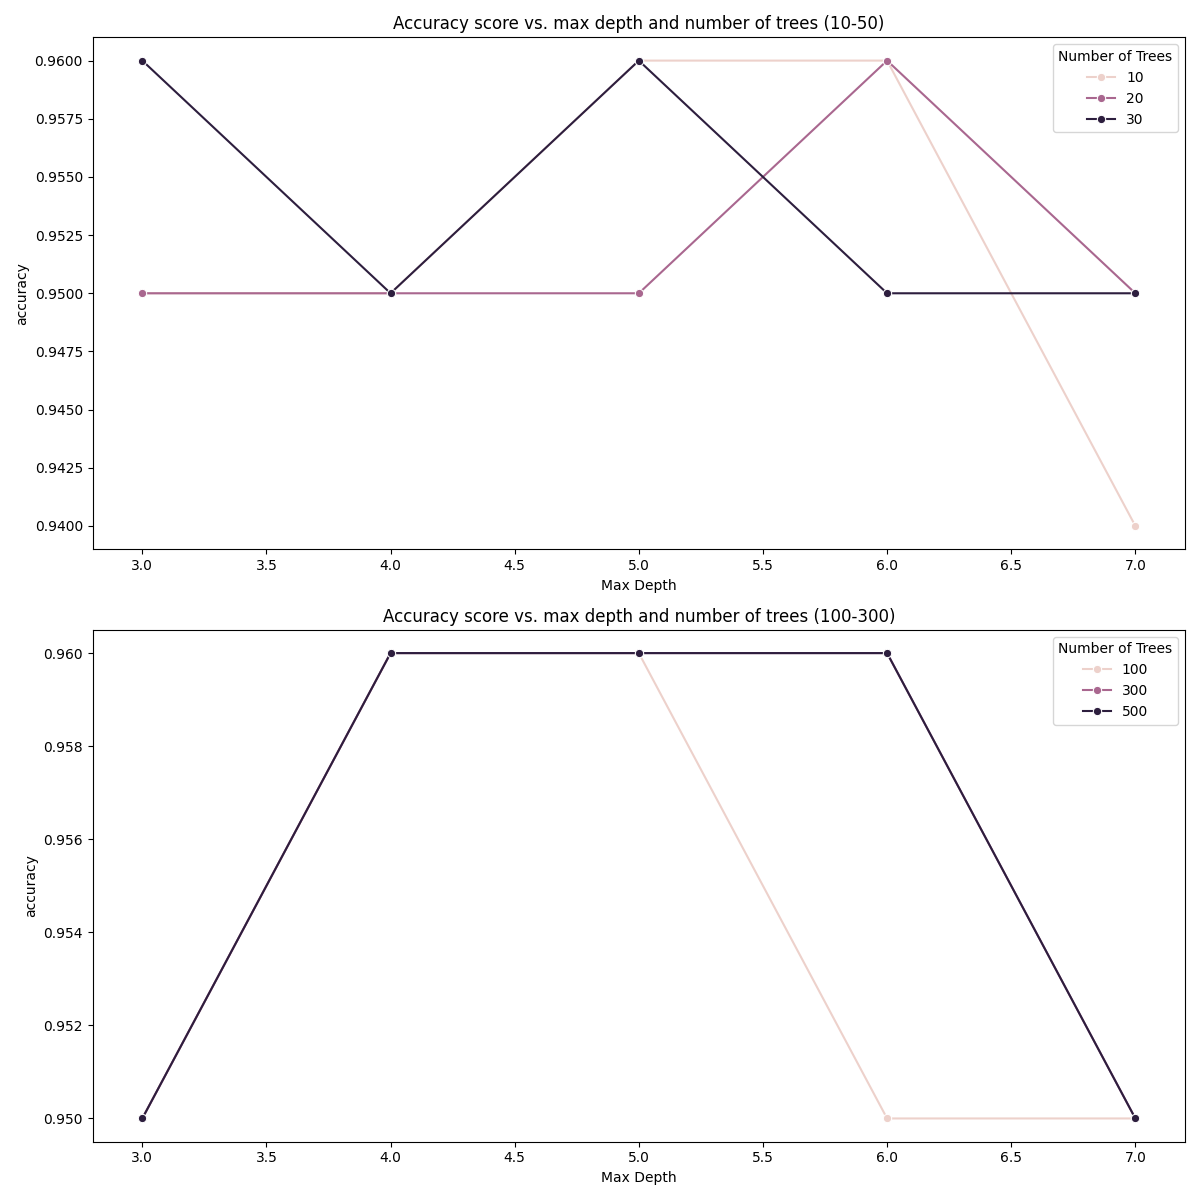 Accuracy score vs. max depth and number of trees (10-50)
Number of Trees
10
20
30
0.9600
0.9575
0.9550
0.9525
0.9500
0.9475
0.9450
0.9425
0.9400
accuracy
3.0 3.5 4.0 4.5 5.0 5.5 6.0 6.5 7.0
Max Depth
Accuracy score vs. max depth and number of trees (100-300)
Number of Trees
100
300
500
0.960
0.958
0.956
0.954
0.952
0.950
accuracy
3.0 3.5 4.0 4.5 5.0 5.5 6.0 6.5 7.0
Max Depth